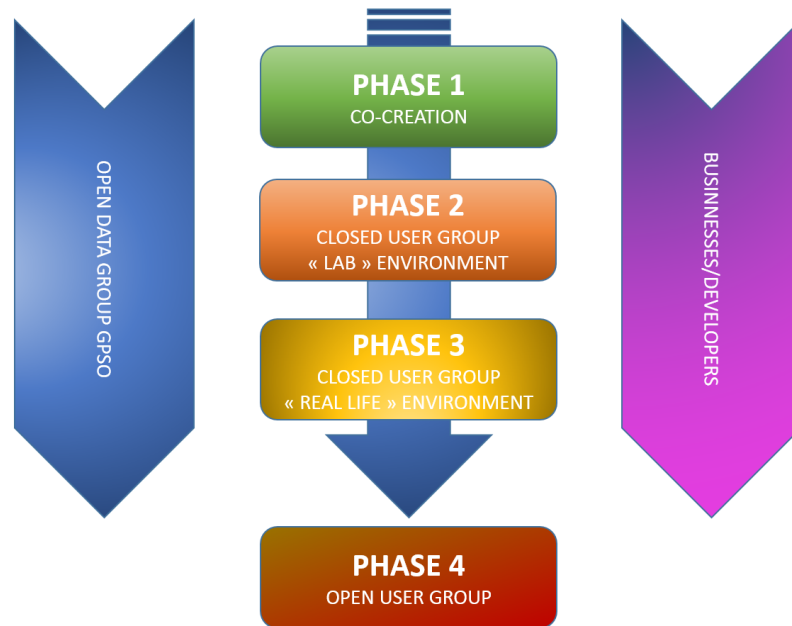 OPEN DATA GROUP GPSO
PHASE 1
CO-CREATION
PHASE 2
CLOSED USER GROUP
« LAB » ENVIRONMENT
PHASE 3
CLOSED USER GROUP
« REAL LIFE » ENVIRONMENT
PHASE 4
OPEN USER GROUP
BUSINNESSES/DEVELOPERS